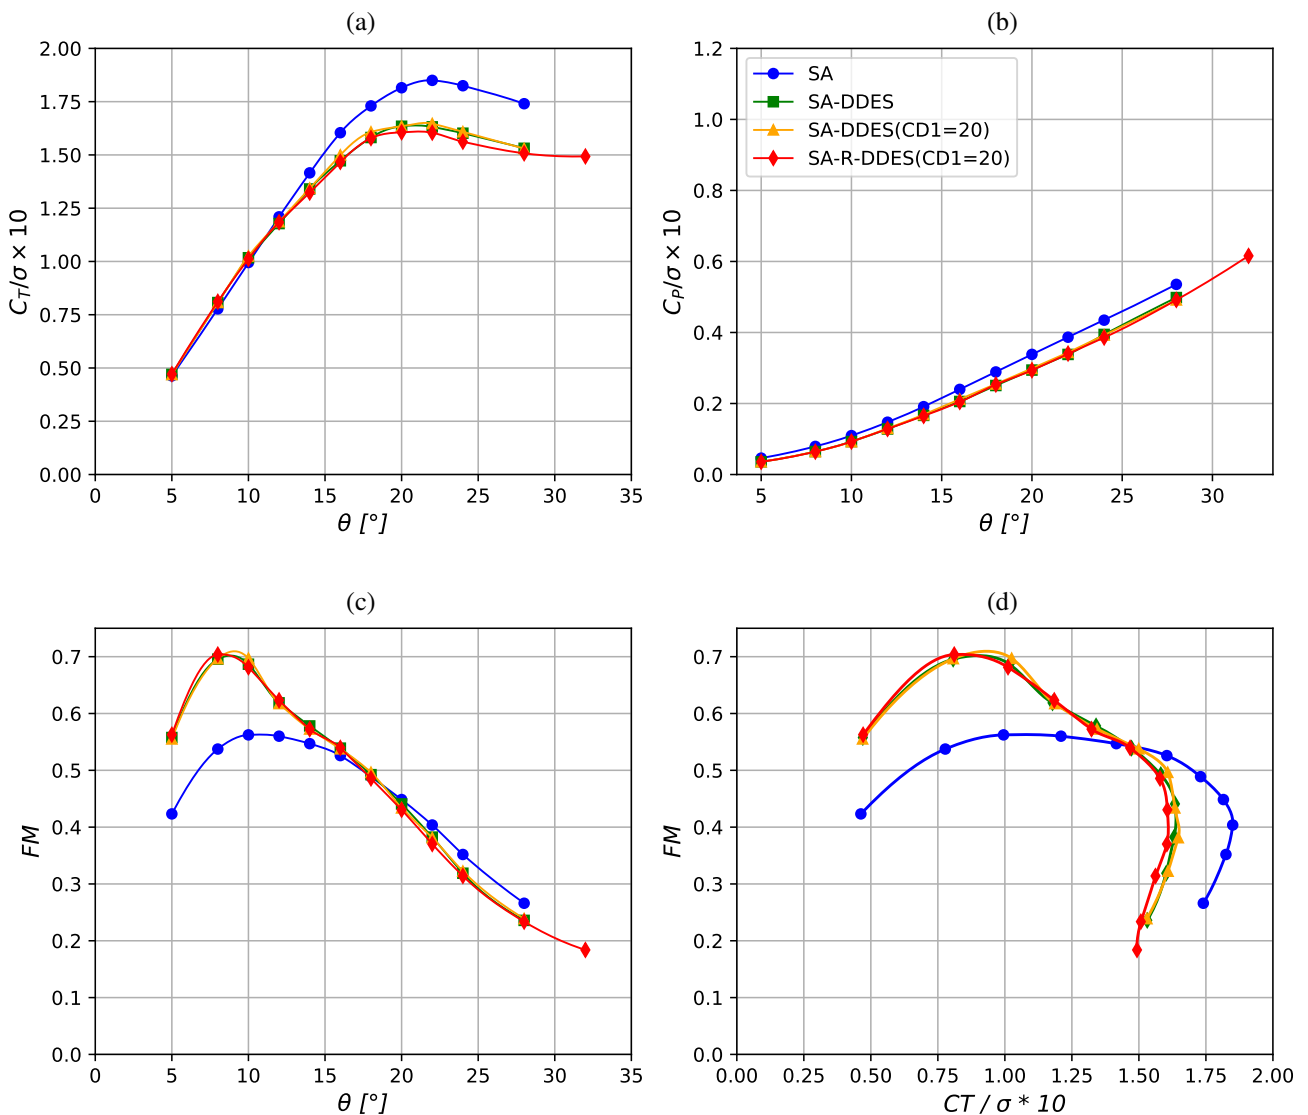 (a)
2.00
1.75
1.50
1.25
1.00
0.75
0.50
0.25
0.00
C_T/σ × 10
0 5 10 15 20 25 30 35
θ [°]
(b)
1.2
1.0
0.8
0.6
0.4
0.2
0.0
C_P/σ × 10
SA
SA-DDES
SA-DDES(CD1=20)
SA-R-DDES(CD1=20)
5 10 15 20 25 30
θ [°]
(c)
0.7
0.6
0.5
0.4
0.3
0.2
0.1
0.0
FM
0 5 10 15 20 25 30 35
θ [°]
(d)
0.7
0.6
0.5
0.4
0.3
0.2
0.1
0.0
FM
0.00 0.25 0.50 0.75 1.00 1.25 1.50 1.75 2.00
CT / σ * 10